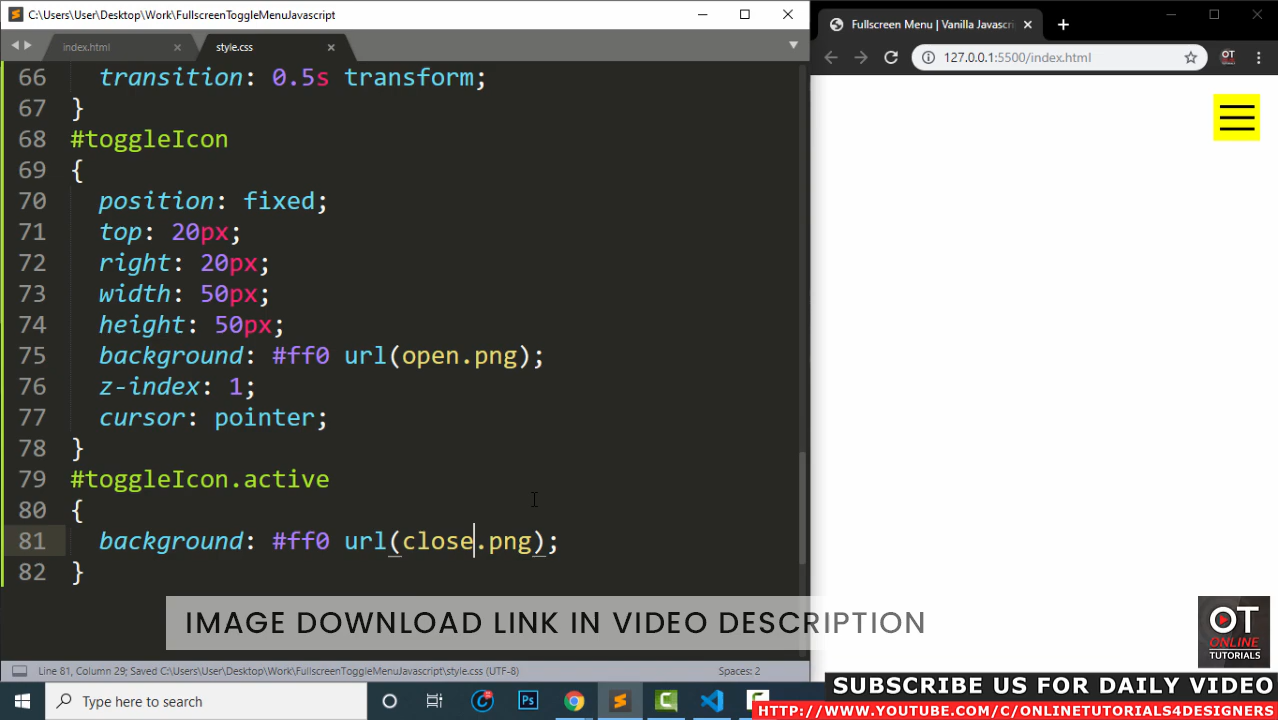 C:\Users\User\Desktop\Work\FullscreenToggleMenuJavascript
index.html
style.css
66 transition: 0.5s transform;
67 }
68 #toggleIcon
69 {
70 position: fixed;
71 top: 20px;
72 right: 20px;
73 width: 50px;
74 height: 50px;
75 background: #ff0 url(open.png);
76 z-index: 1;
77 cursor: pointer;
78 }
79 #toggleIcon.active
80 {
81 background: #ff0 url(close.png);
82 }
Line 81, Column 29; Saved C:\Users\User\Desktop\Work\FullscreenToggleMenuJavascript\style.css (UTF-8)
Spaces: 2
Fullscreen Menu | Vanilla Javascri
127.0.0.1:5500/index.html
OT
IMAGE DOWNLOAD LINK IN VIDEO DESCRIPTION
OT
ONLINE
TUTORIALS
SUBSCRIBE US FOR DAILY VIDEO
HTTP://WWW.YOUTUBE.COM/C/ONLINETUTORIALS4DESIGNERS
Type here to search
Ps